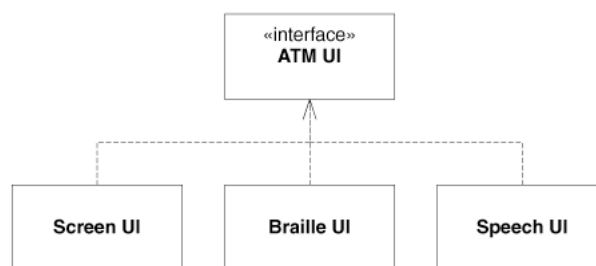 «interface»
ATM UI
Screen UI
Braille UI
Speech UI